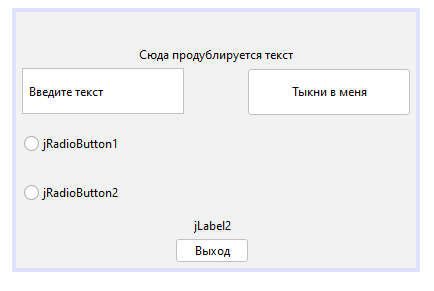 Сюда продублируется текст
Введите текст
Тыкни в меня
jRadioButton1
jRadioButton2
jLabel2
Выход